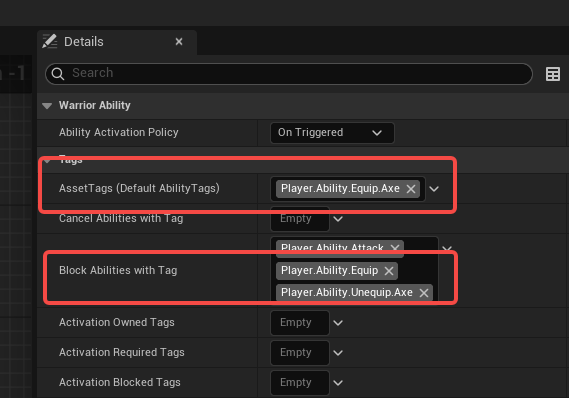 Details
-1
Search
Warrior Ability
Ability Activation Policy
On Triggered
Tags
AssetTags (Default AbilityTags)
Player.Ability.Equip.Axe
Cancel Abilities with Tag
Empty
Player.Ability.Attack
Block Abilities with Tag
Player.Ability.Equip
Player.Ability.Unequip.Axe
Activation Owned Tags
Empty
Activation Required Tags
Empty
Activation Blocked Tags
Empty